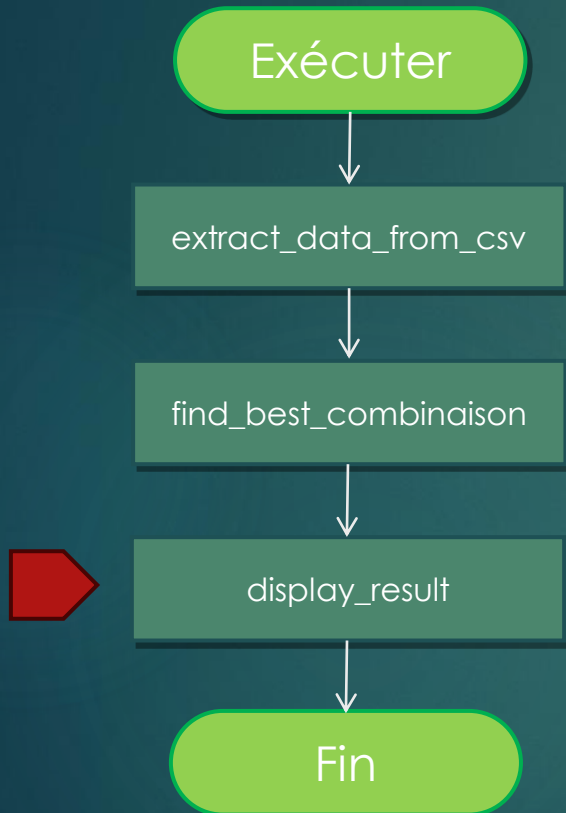 Exécuter
extract_data_from_csv
find_best_combinaison
display_result
Fin